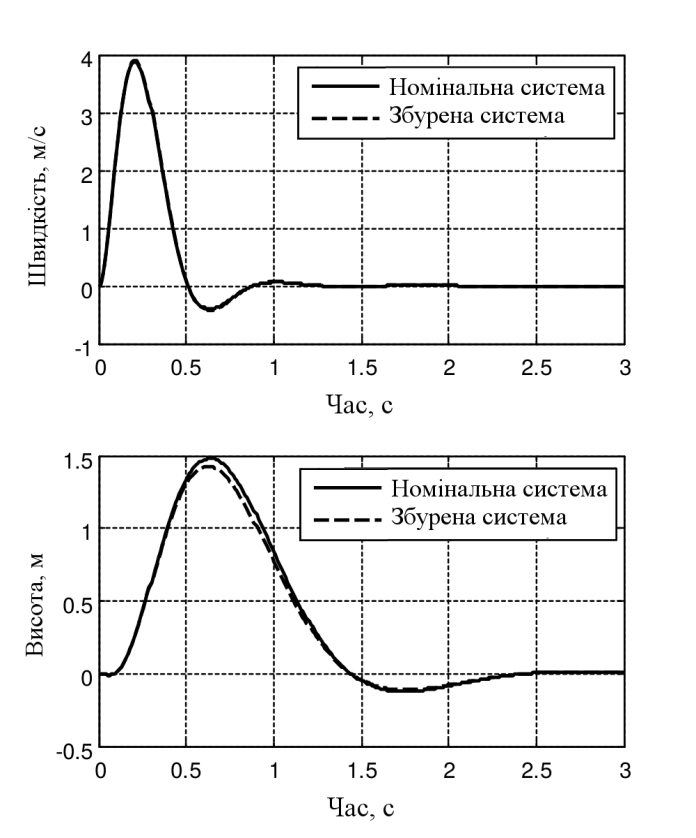 4
3
2
1
0
-1
Швидкість, м/с
Номінальна система
Збурена система
0 0.5 1 1.5 2 2.5 3
Час, с
1.5
1
0.5
0
-0.5
Висота, м
Номінальна система
Збурена система
0 0.5 1 1.5 2 2.5 3
Час, с